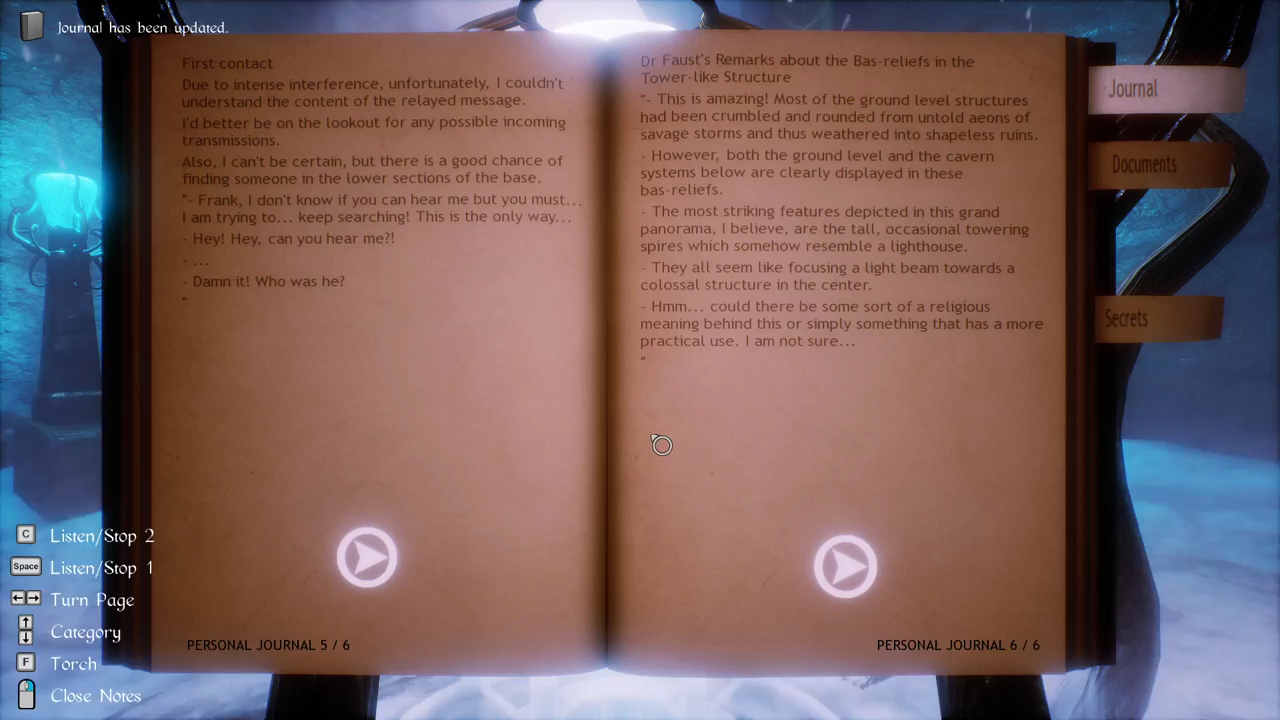 Journal has been updated.
First contact
Due to intense interference, unfortunately, I couldn't
understand the content of the relayed message.
I'd better be on the lookout for any possible incoming
transmissions.
Also, I can't be certain, but there is a good chance of
finding someone in the lower sections of the base.
"- Frank, I don't know if you can hear me but you must...
I am trying to... keep searching! This is the only way...
- Hey! Hey, can you hear me?!
- ...
- Damn it! Who was he?
"
PERSONAL JOURNAL 5 / 6
Dr Faust's Remarks about the Bas-reliefs in the
Tower-like Structure
"- This is amazing! Most of the ground level structures
had been crumbled and rounded from untold aeons of
savage storms and thus weathered into shapeless ruins.
- However, both the ground level and the cavern
systems below are clearly displayed in these
bas-reliefs.
- The most striking features depicted in this grand
panorama, I believe, are the tall, occasional towering
spires which somehow resemble a lighthouse.
- They all seem like focusing a light beam towards a
colossal structure in the center.
- Hmm... could there be some sort of a religious
meaning behind this or simply something that has a more
practical use. I am not sure...
"
PERSONAL JOURNAL 6 / 6
Journal
Documents
Secrets
C Listen/Stop 2
Space Listen/Stop 1
Turn Page
Category
F Torch
Close Notes